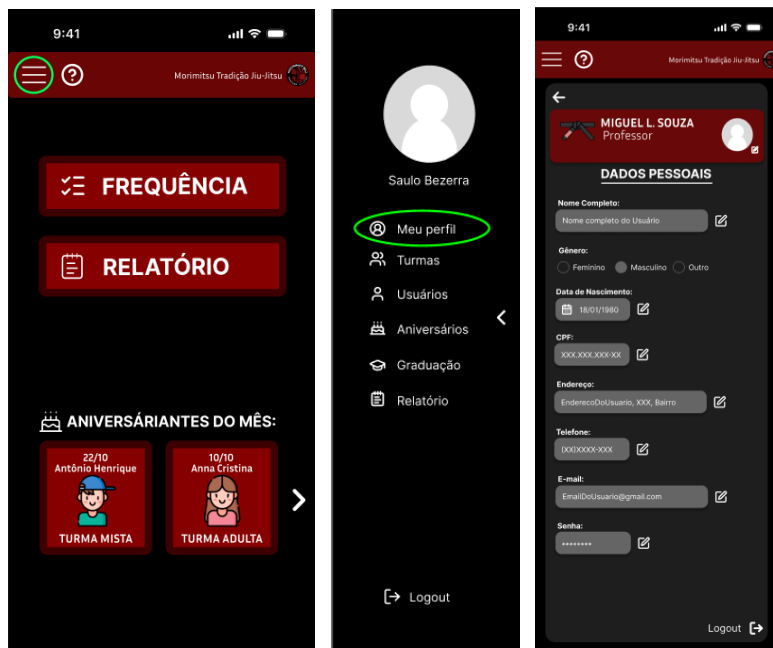 9:41
Morimitsu Tradição Jiu-Jitsu
FREQUÊNCIA
RELATÓRIO
ANIVERSÁRIANTES DO MÊS:
22/10
Antônio Henrique
TURMA MISTA
10/10
Anna Cristina
TURMA ADULTA
Saulo Bezerra
Meu perfil
Turmas
Usuários
Aniversários
Graduação
Relatório
Logout
9:41
Morimitsu Tradição Jiu-Jitsu
MIGUEL L. SOUZA
Professor
DADOS PESSOAIS
Nome Completo:
Nome completo do Usuário
Gênero:
Feminino Masculino Outro
Data de Nascimento:
18/01/1980
CPF:
XXX.XXX.XXX-XX
Endereço:
EnderecoDoUsuario, XXX, Bairro
Telefone:
(XX)XXXX-XXX
E-mail:
EmailDoUsuario@gmail.com
Senha:
••••••••
Logout